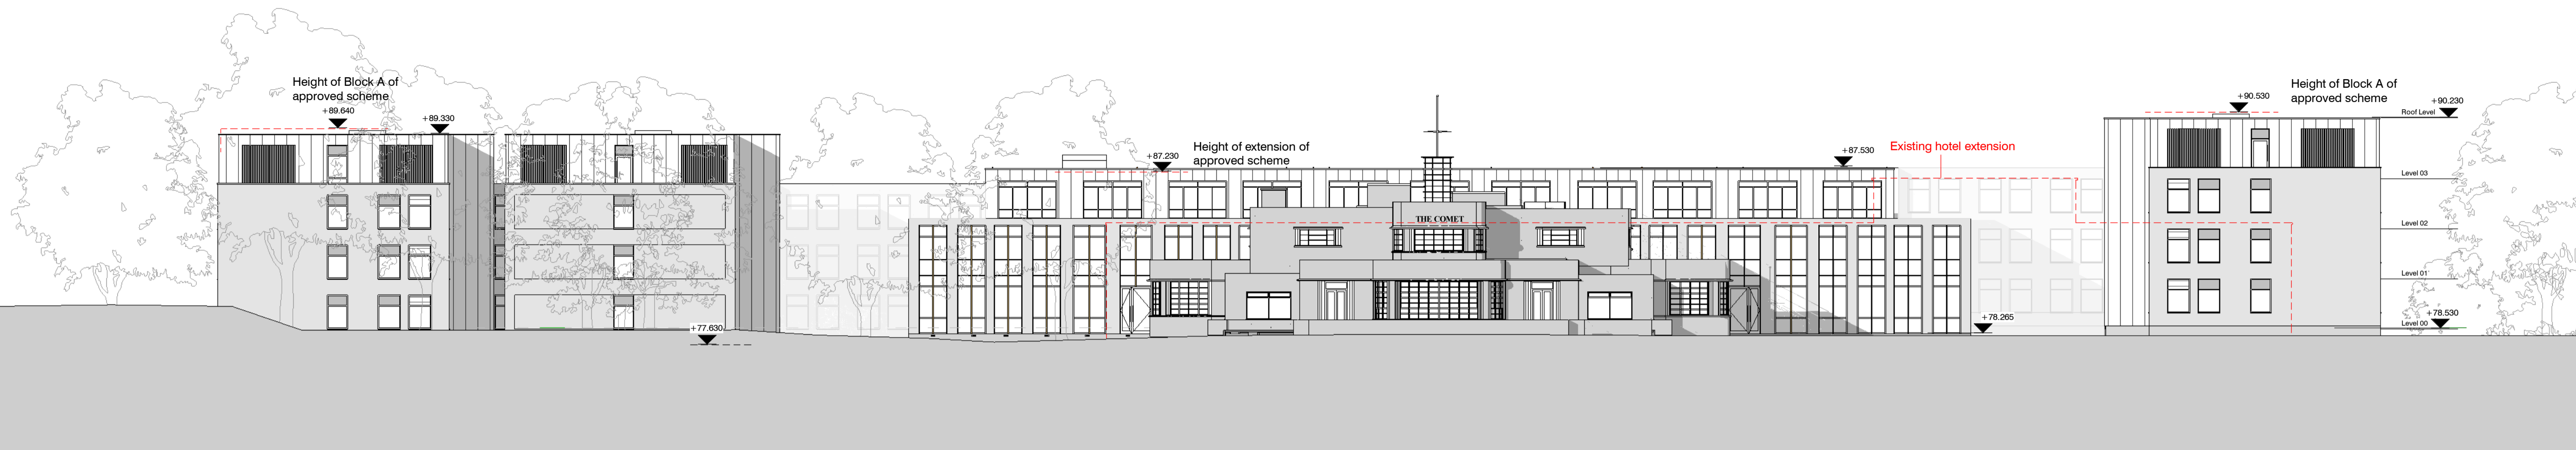 Height of Block A of
approved scheme
+89.640
+89.330
+77.630
+87.230
Height of extension of
approved scheme
THE COMET
+87.530
Existing hotel extension
+78.265
+90.530
Height of Block A of
approved scheme
+90.230
Roof Level
Level 03
Level 02
Level 01
+78.530
Level 00